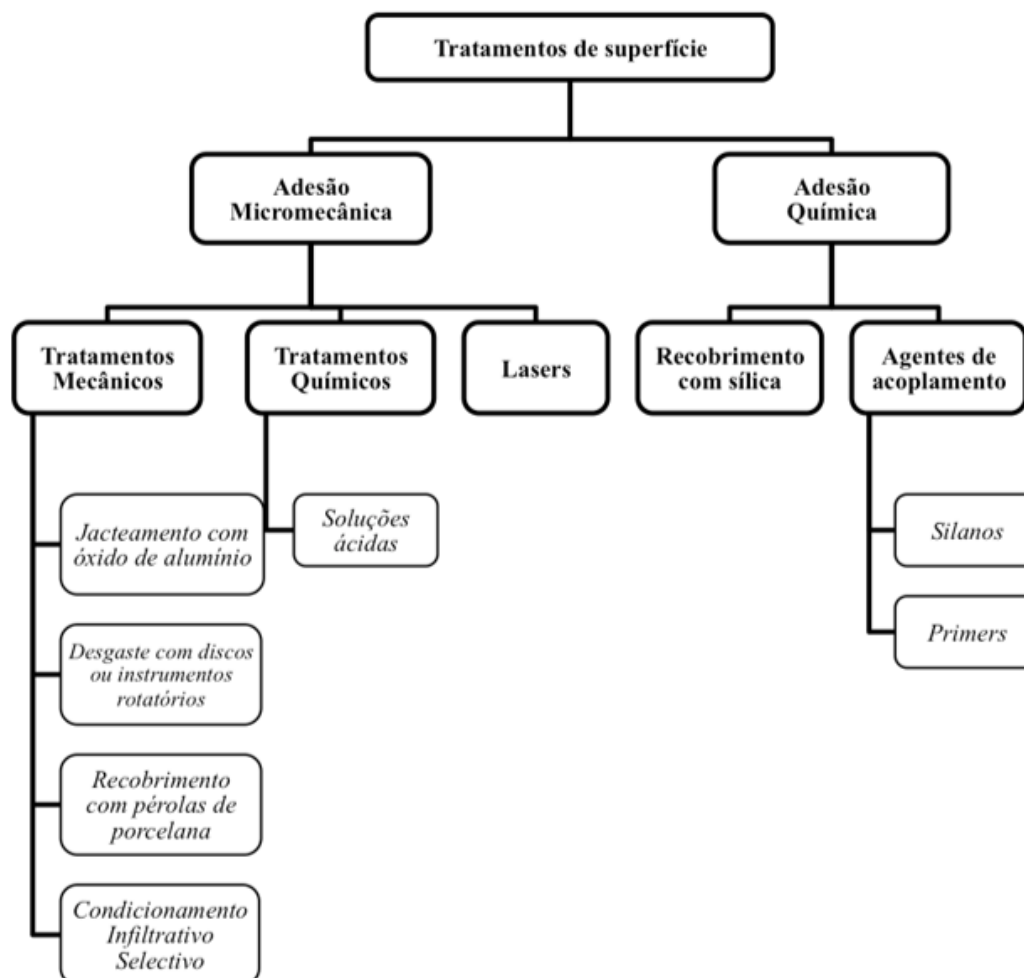 Tratamentos de superfície
Adesão
Micromecânica
Adesão
Química
Tratamentos
Mecânicos
Tratamentos
Químicos
Lasers
Recobrimento
com sílica
Agentes de
acoplamento
Jacteamento com
óxido de alumínio
Soluções
ácidas
Silanos
Desgaste com discos
ou instrumentos
rotatórios
Primers
Recobrimento
com pérolas de
porcelana
Condicionamento
Infiltrativo
Selectivo